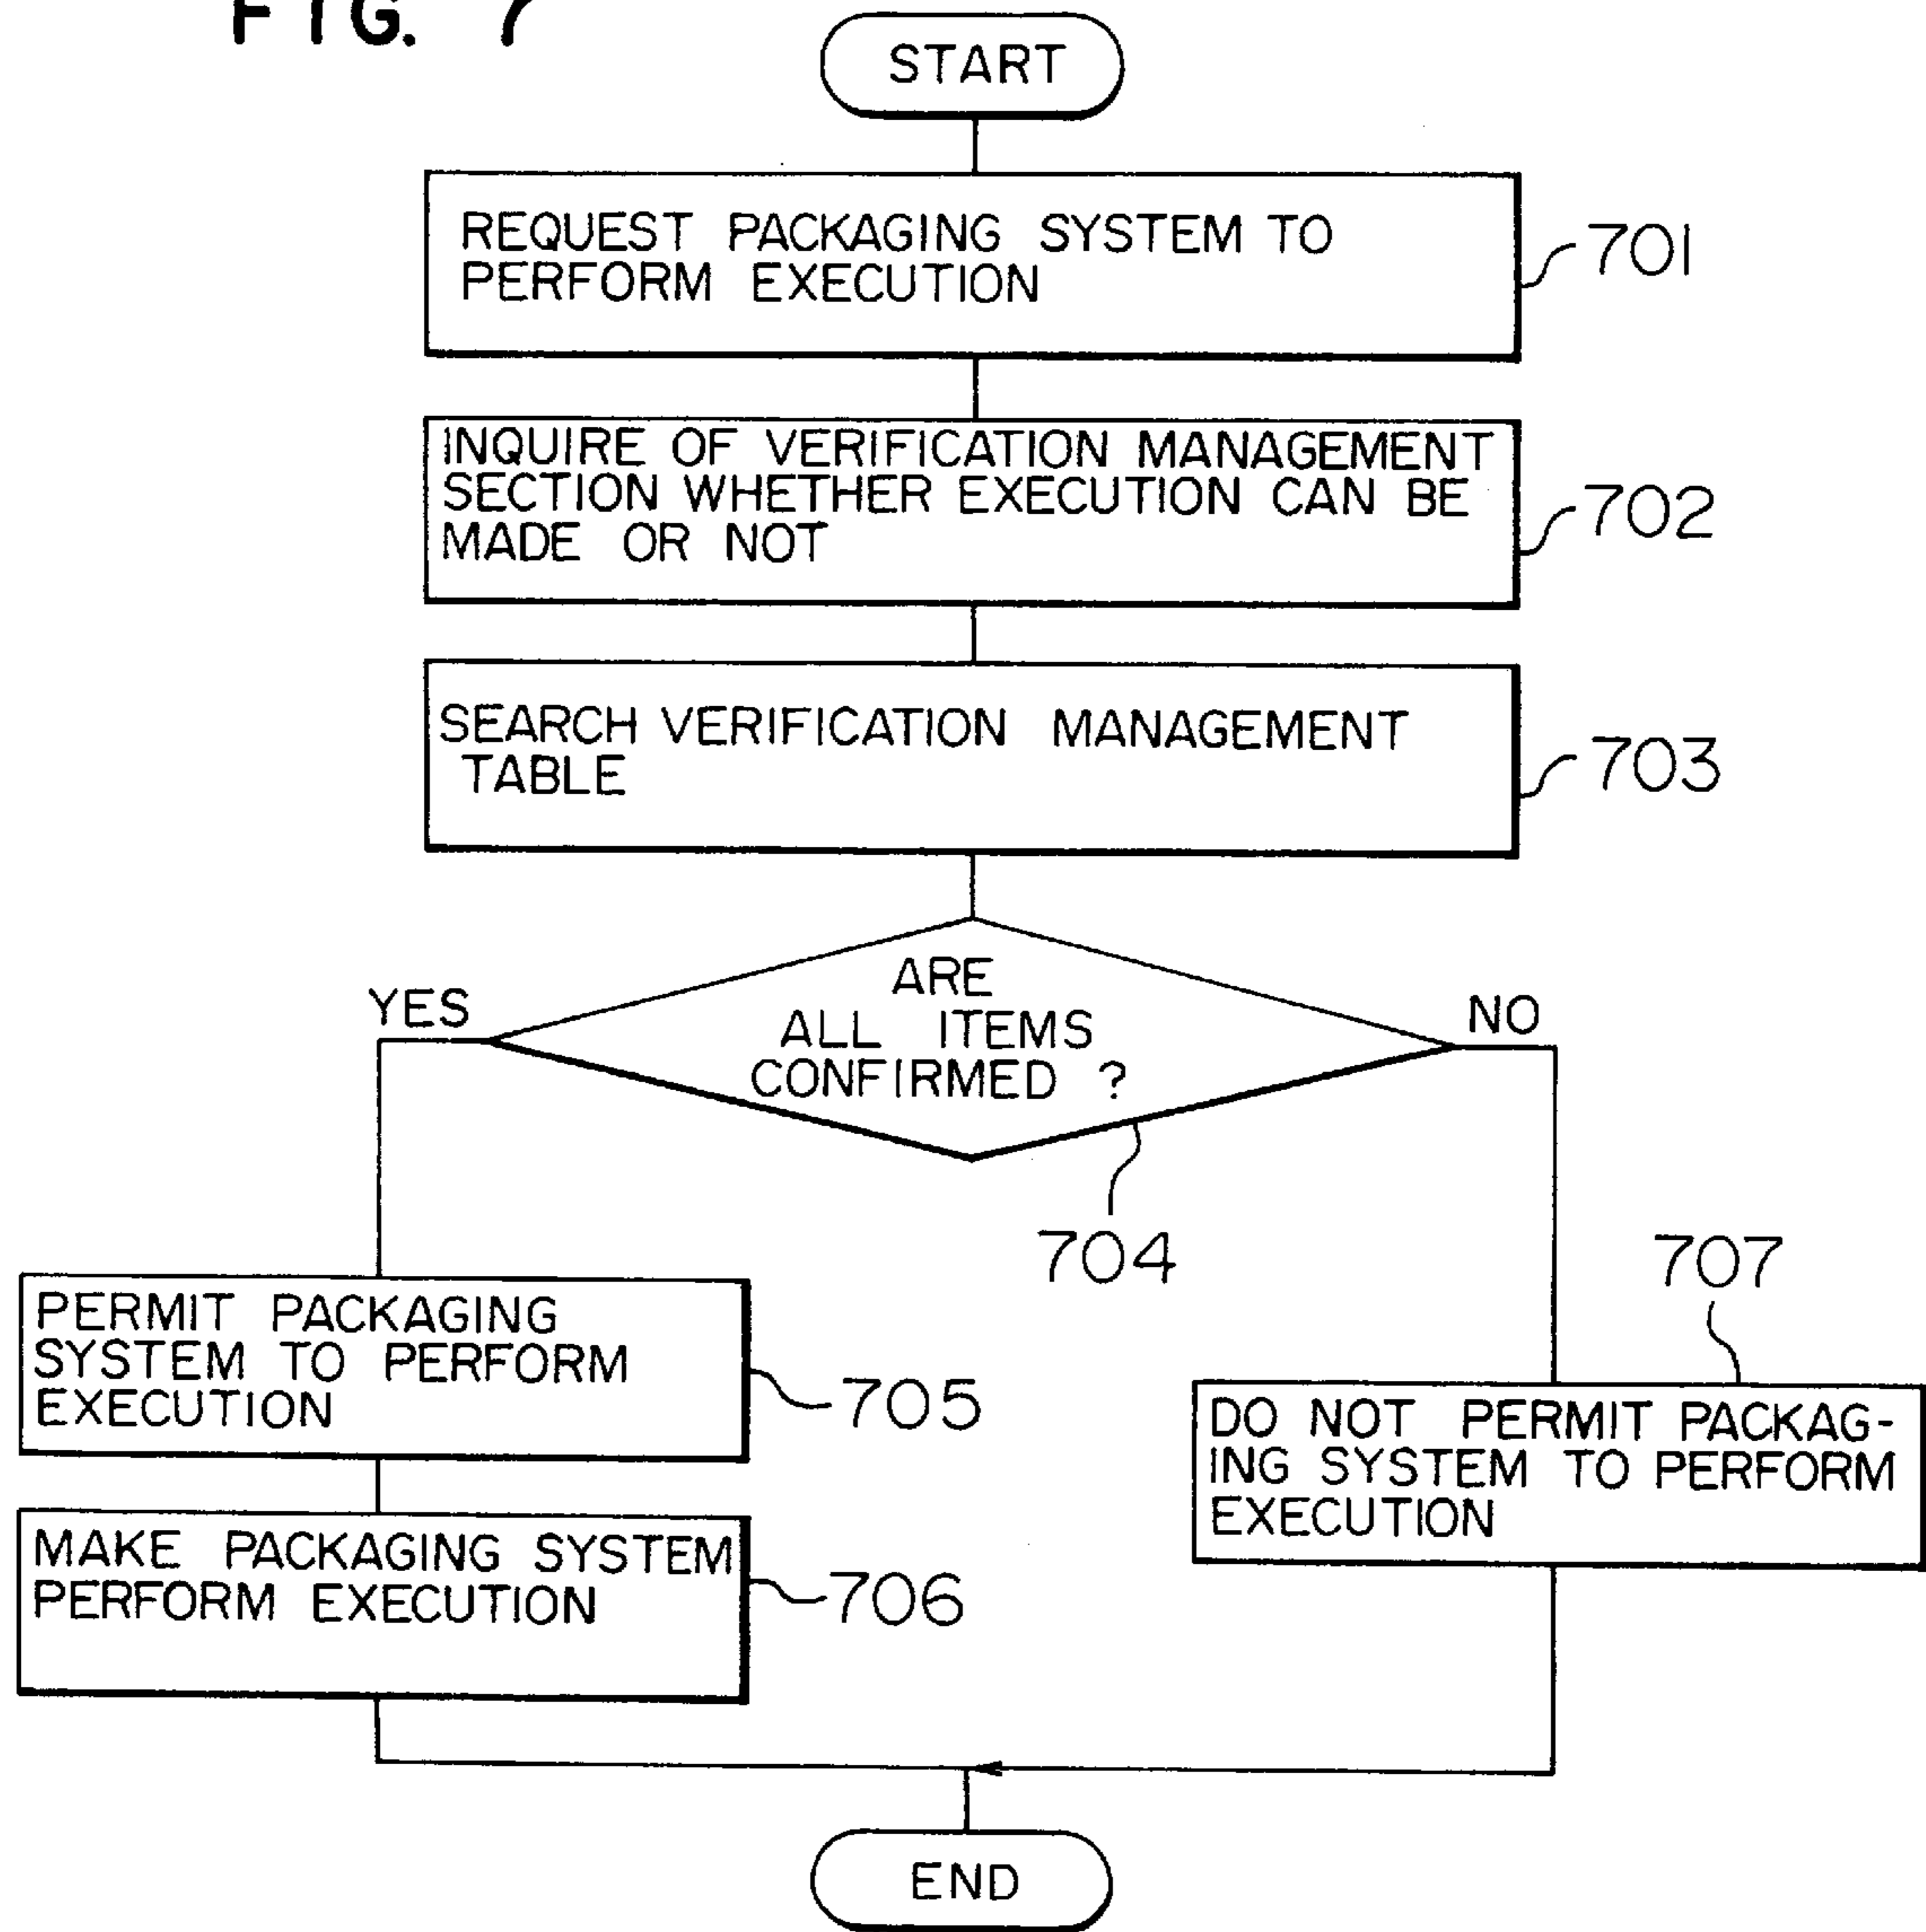 FIG. 7
START
REQUEST PACKAGING SYSTEM TO
PERFORM EXECUTION
701
INQUIRE OF VERIFICATION MANAGEMENT
SECTION WHETHER EXECUTION CAN BE
MADE OR NOT
702
SEARCH VERIFICATION MANAGEMENT
TABLE
703
ARE
ALL ITEMS
CONFIRMED ?
YES
NO
704
707
PERMIT PACKAGING
SYSTEM TO PERFORM
EXECUTION
705
DO NOT PERMIT PACKAG-
ING SYSTEM TO PERFORM
EXECUTION
MAKE PACKAGING SYSTEM
PERFORM EXECUTION
706
END